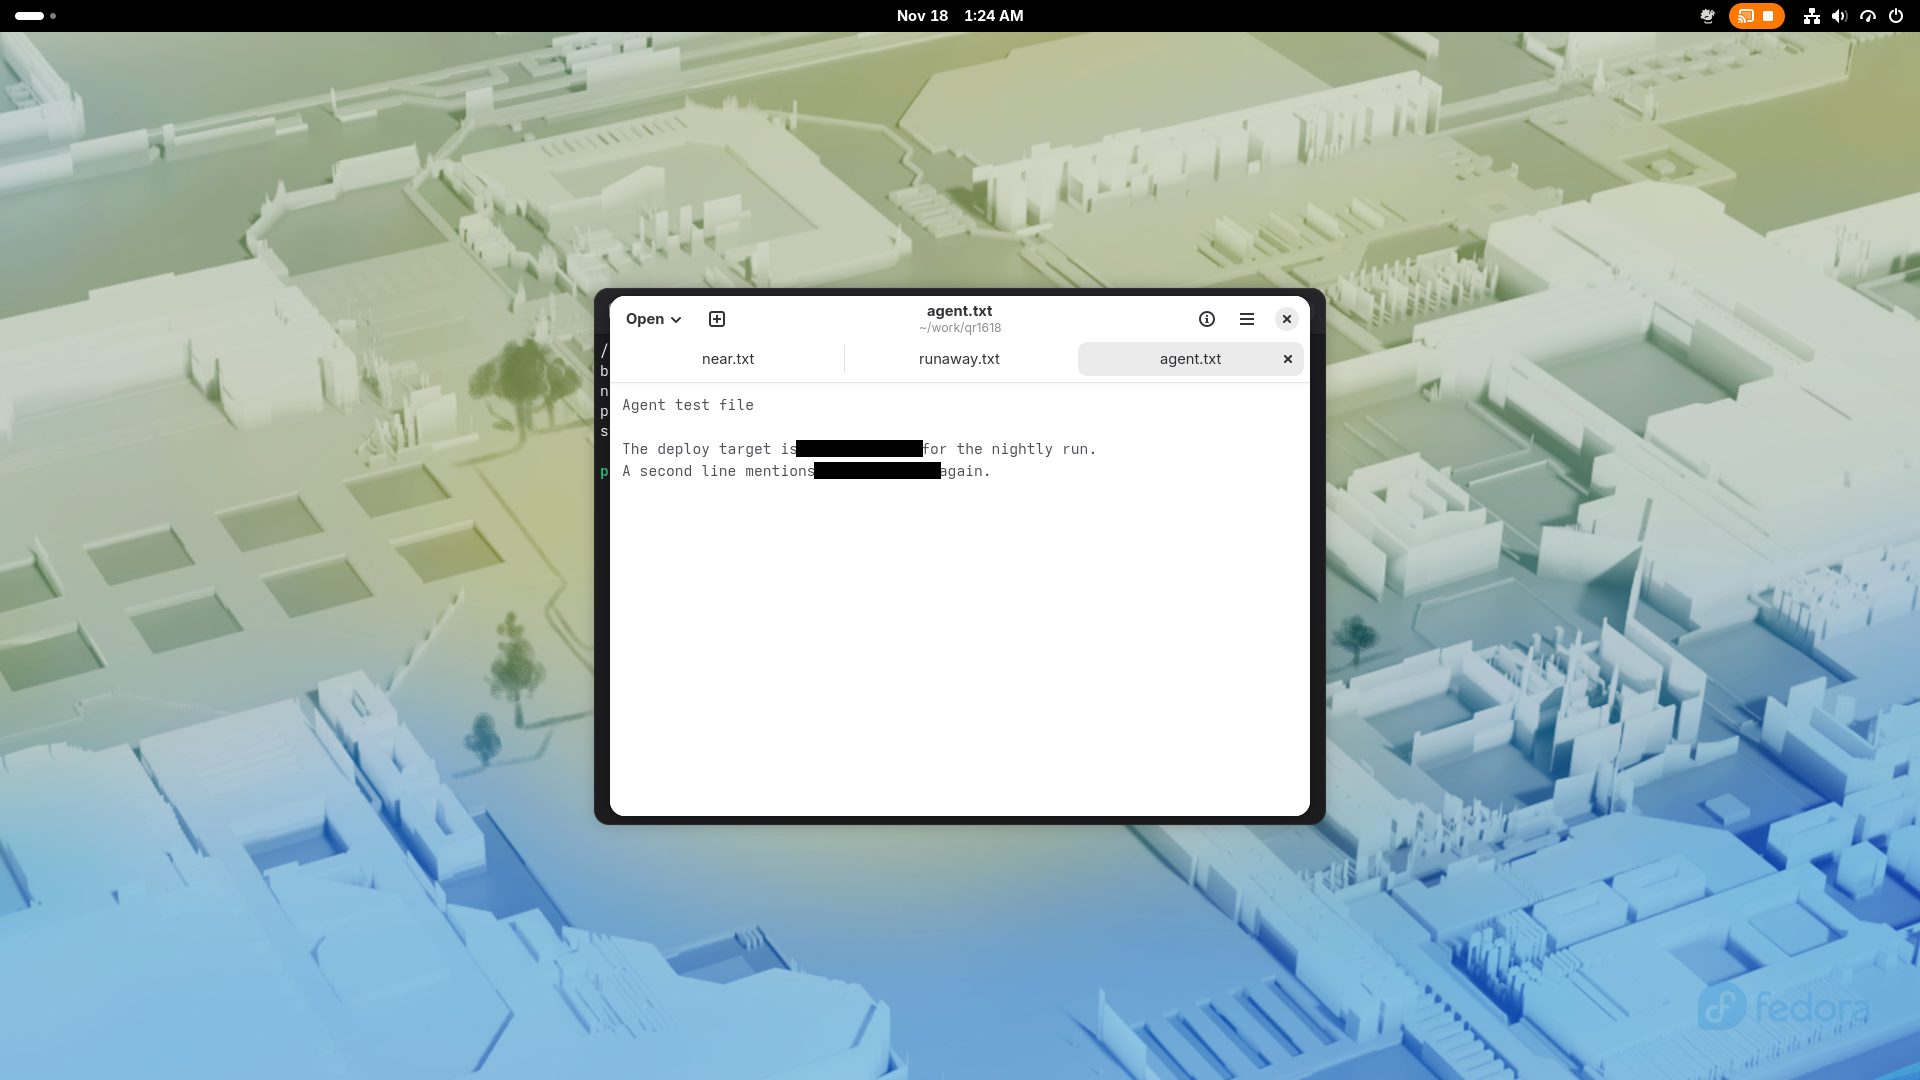 Nov 18 1:24 AM
Open
agent.txt
~/work/qr1618
near.txt
runaway.txt
agent.txt
Agent test file
The deploy target is for the nightly run.
A second line mentions again.
/
b
n
p
s
p
fedora